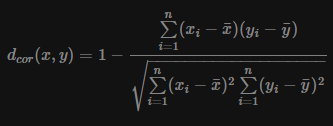 d_{cor}(x, y) = 1 - \frac{\sum_{i=1}^{n}(x_i - \bar{x})(y_i - \bar{y})}{\sqrt{\sum_{i=1}^{n}(x_i - \bar{x})^2 \sum_{i=1}^{n}(y_i - \bar{y})^2}}